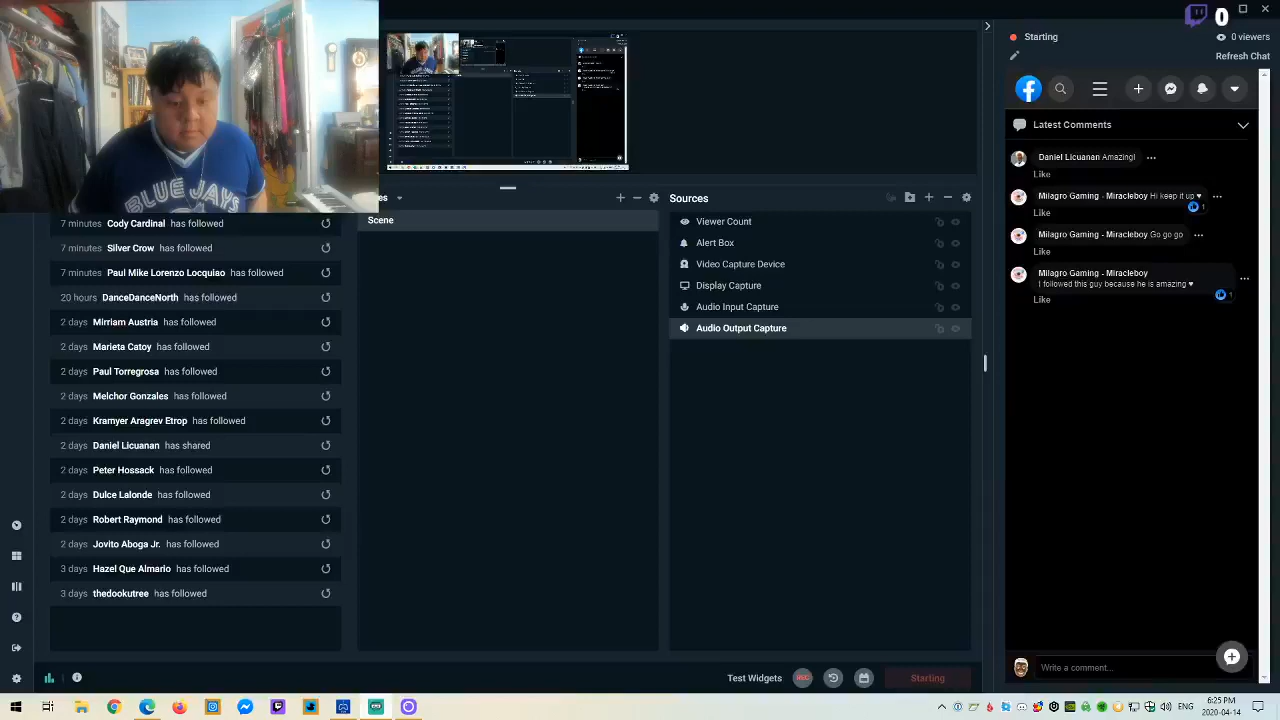 0
Starting
0 viewers
Refresh Chat
BLUE JAYS
Scene
Sources
7 minutes Cody Cardinal has followed
7 minutes Silver Crow has followed
7 minutes Paul Mike Lorenzo Locquiao has followed
20 hours DanceDanceNorth has followed
2 days Mirriam Austria has followed
2 days Marieta Catoy has followed
2 days Paul Torregrosa has followed
2 days Melchor Gonzales has followed
2 days Kramyer Aragrev Etrop has followed
2 days Daniel Licuanan has shared
2 days Peter Hossack has followed
2 days Dulce Lalonde has followed
2 days Robert Raymond has followed
2 days Jovito Aboga Jr. has followed
3 days Hazel Que Almario has followed
3 days thedookutree has followed
Viewer Count
Alert Box
Video Capture Device
Display Capture
Audio Input Capture
Audio Output Capture
Latest Comments
Daniel Licuanan Hello
Like
Milagro Gaming - Miracleboy Hi keep it up ♥
1
Like
Milagro Gaming - Miracleboy Go go go
Like
Milagro Gaming - Miracleboy
I followed this guy because he is amazing ♥
1
Like
Write a comment...
Test Widgets
REC
Starting
ENG
6:25 PM
2020-04-14